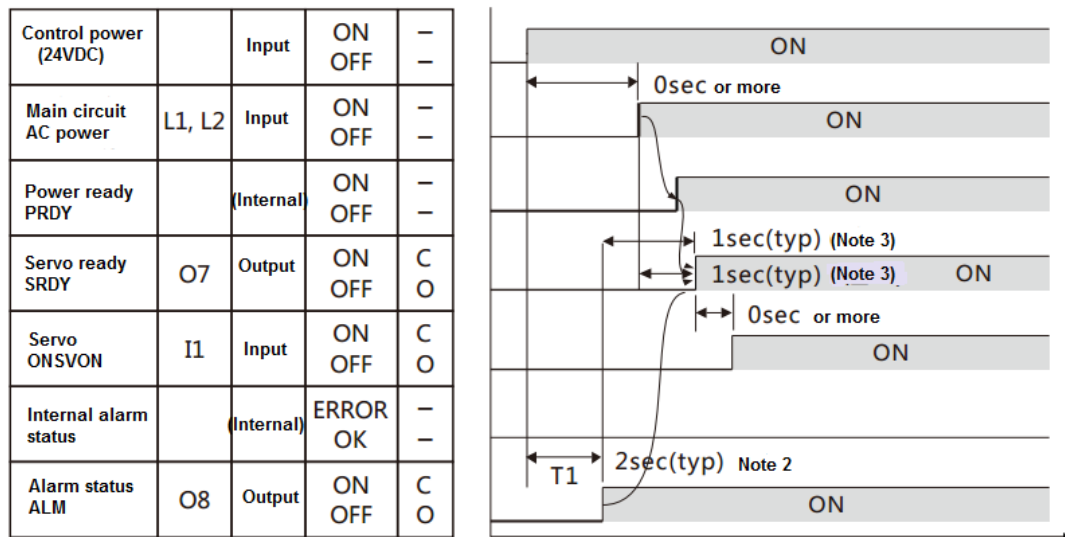 Control power
(24VDC)
Input
ON
OFF
–
–
ON
0sec or more
Main circuit
AC power
L1, L2
Input
ON
OFF
–
–
ON
Power ready
PRDY
(Internal)
ON
OFF
–
–
ON
1sec(typ) (Note 3)
Servo ready
SRDY
O7
Output
ON
OFF
C
O
1sec(typ) (Note 3)
ON
0sec or more
Servo
ONSVON
I1
Input
ON
OFF
C
O
ON
Internal alarm
status
(Internal)
ERROR
OK
–
–
T1
2sec(typ) Note 2
Alarm status
ALM
O8
Output
ON
OFF
C
O
ON